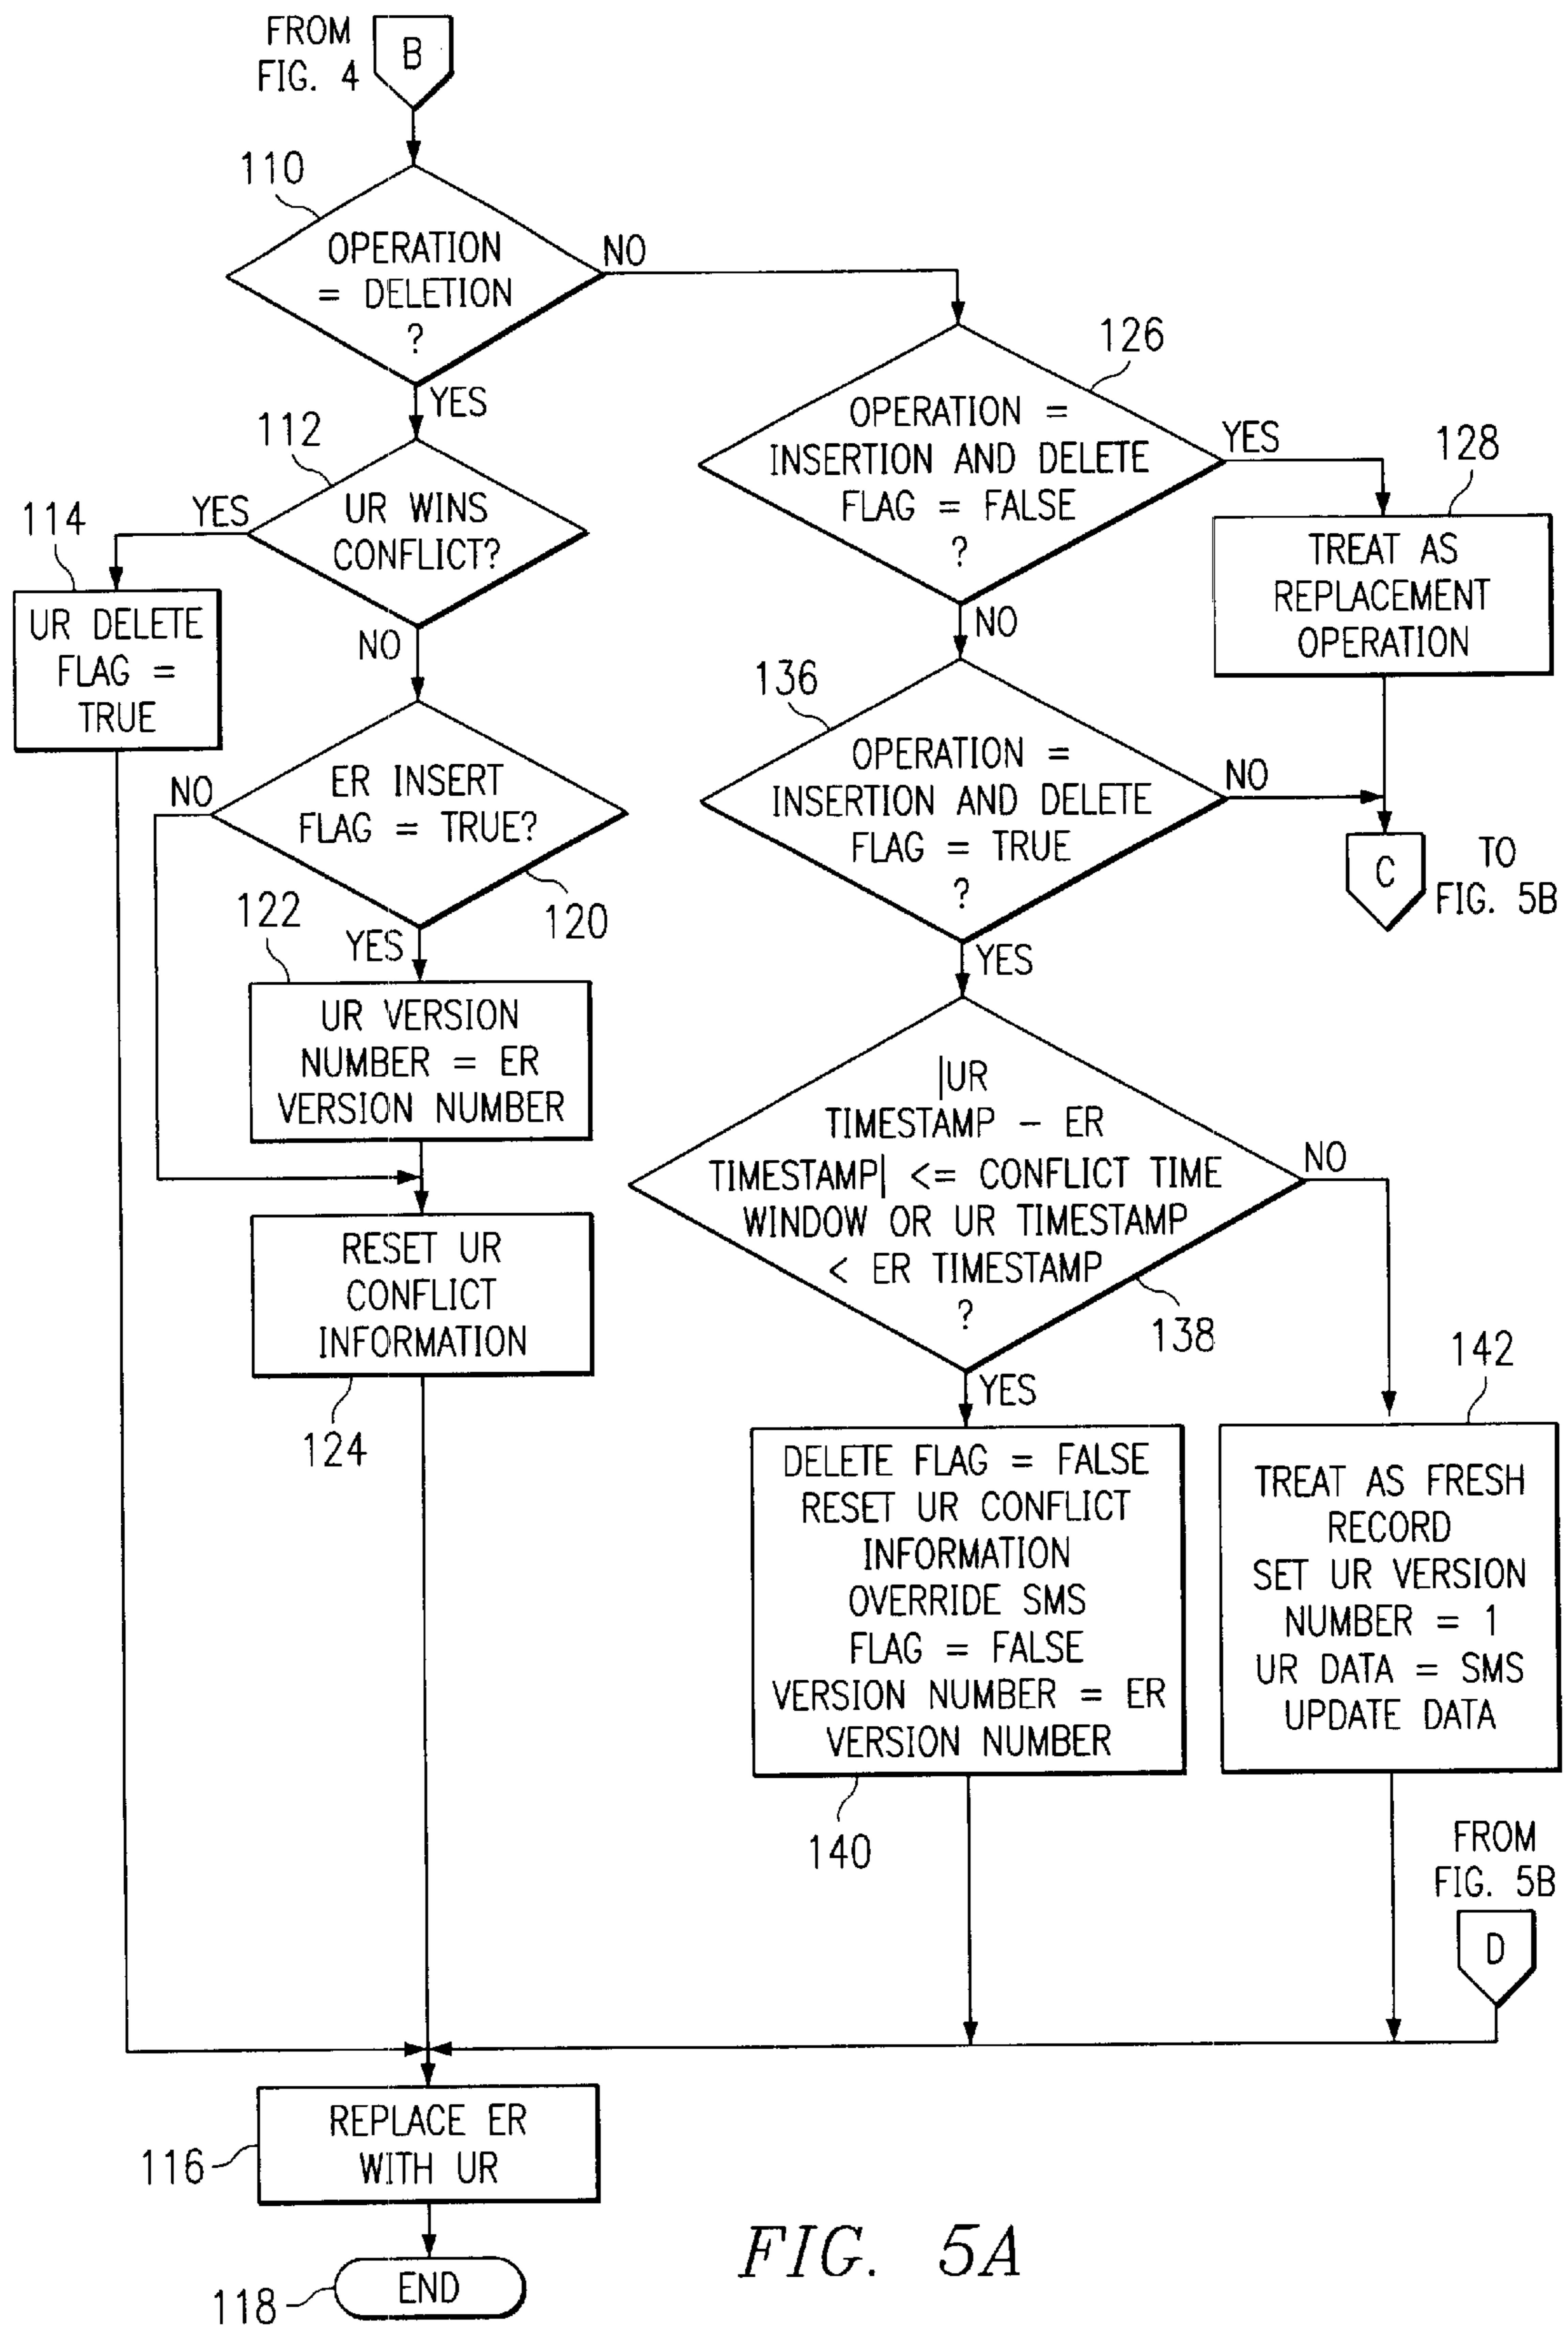 FROM
FIG. 4
B
110
OPERATION
= DELETION
?
NO
YES
112
UR WINS
CONFLICT?
YES
NO
114
UR DELETE
FLAG =
TRUE
ER INSERT
FLAG = TRUE?
NO
YES
120
122
UR VERSION
NUMBER = ER
VERSION NUMBER
RESET UR
CONFLICT
INFORMATION
124
126
OPERATION =
INSERTION AND DELETE
FLAG = FALSE
?
YES
NO
128
TREAT AS
REPLACEMENT
OPERATION
136
OPERATION =
INSERTION AND DELETE
FLAG = TRUE
?
NO
YES
C
TO
FIG. 5B
|UR
TIMESTAMP - ER
TIMESTAMP| <= CONFLICT TIME
WINDOW OR UR TIMESTAMP
< ER TIMESTAMP
?
NO
YES
138
DELETE FLAG = FALSE
RESET UR CONFLICT
INFORMATION
OVERRIDE SMS
FLAG = FALSE
VERSION NUMBER = ER
VERSION NUMBER
140
142
TREAT AS FRESH
RECORD
SET UR VERSION
NUMBER = 1
UR DATA = SMS
UPDATE DATA
FROM
FIG. 5B
D
REPLACE ER
WITH UR
116
END
118
FIG. 5A